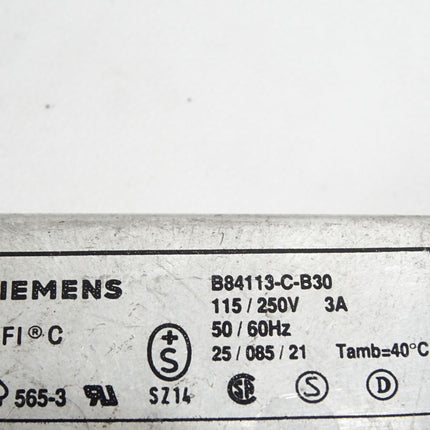 IEMENS
B84113-C-B30
115/250V 3A
FI® C
50/60Hz
25/085/21 Tamb=40°C
+S
565-3
SZ14
S
D